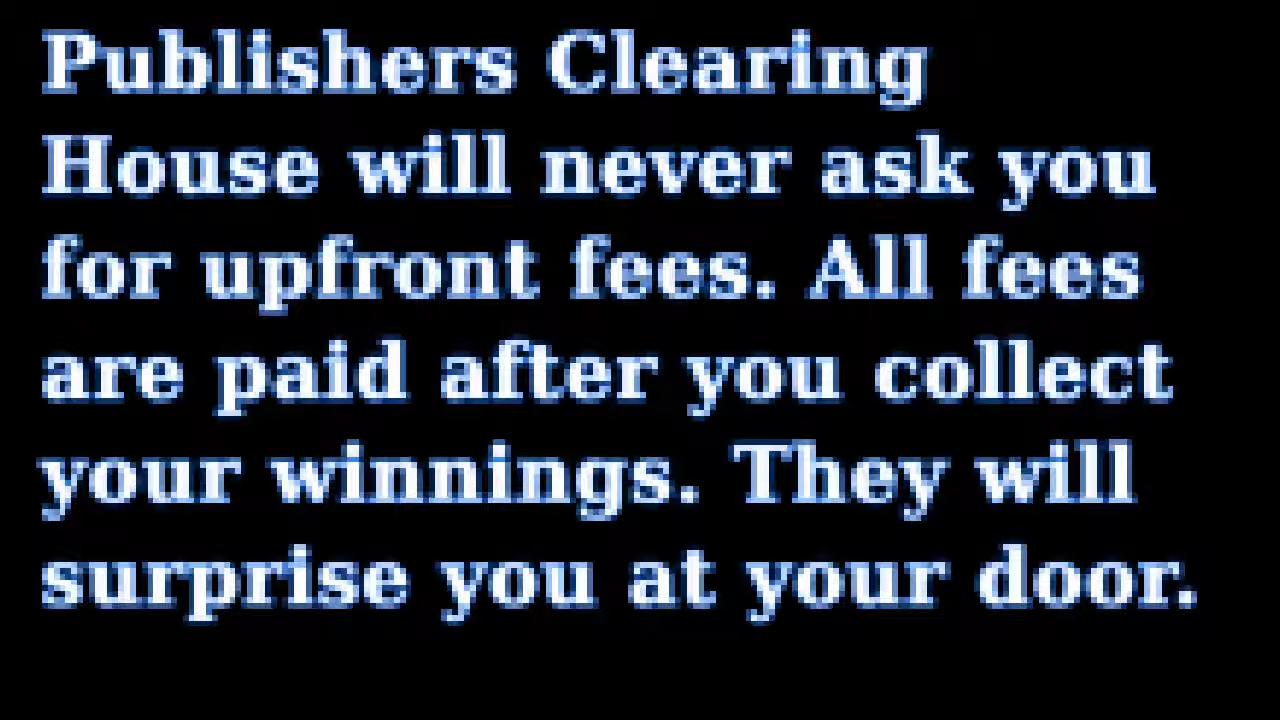 Publishers Clearing
House will never ask you
for upfront fees. All fees
are paid after you collect
your winnings. They will
surprise you at your door.